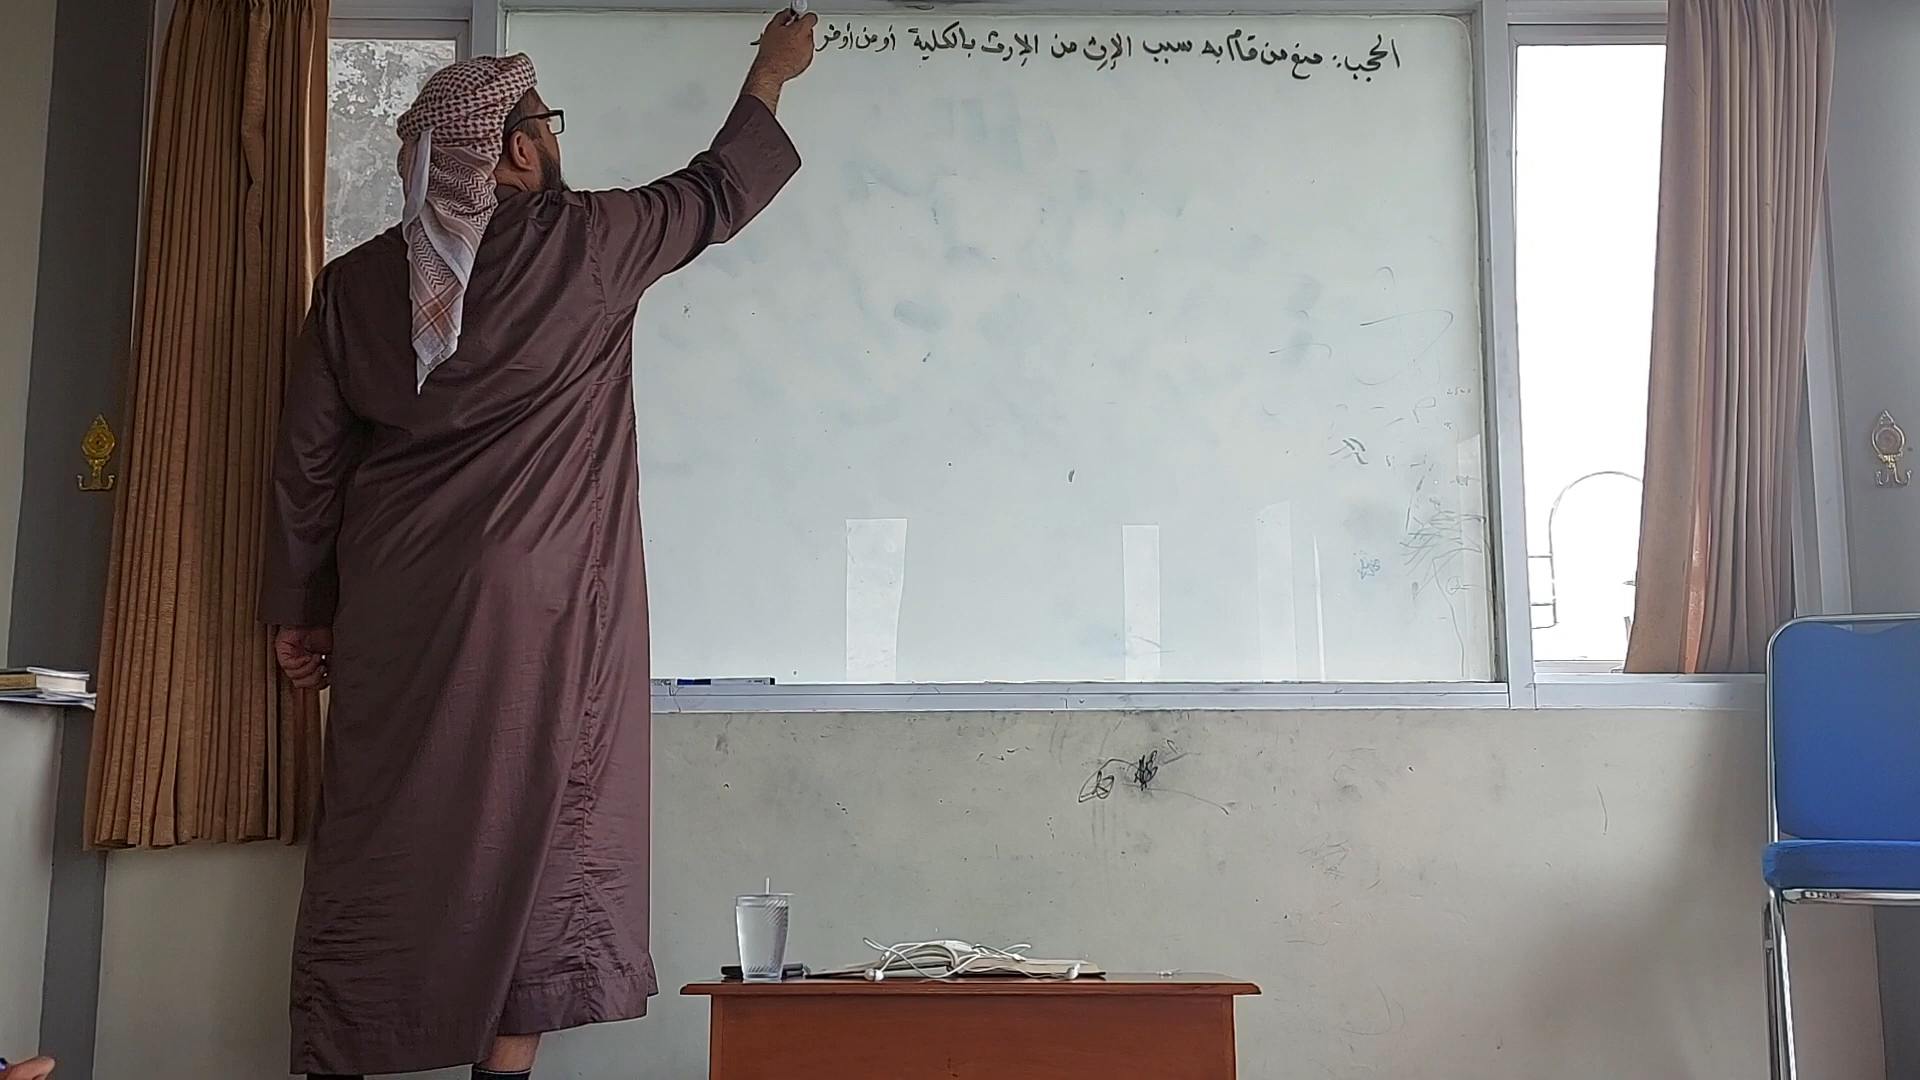 الحجب: منع من قام به سبب الإرث من الإرث بالكلية أو من أوفر